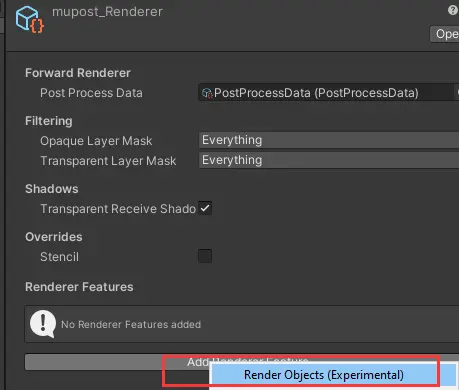 mupost_Renderer
Ope
Forward Renderer
Post Process Data PostProcessData (PostProcessData)
Filtering
Opaque Layer Mask Everything
Transparent Layer Mask Everything
Shadows
Transparent Receive Shado
Overrides
Stencil
Renderer Features
No Renderer Features added
Add Renderer Feature
Render Objects (Experimental)